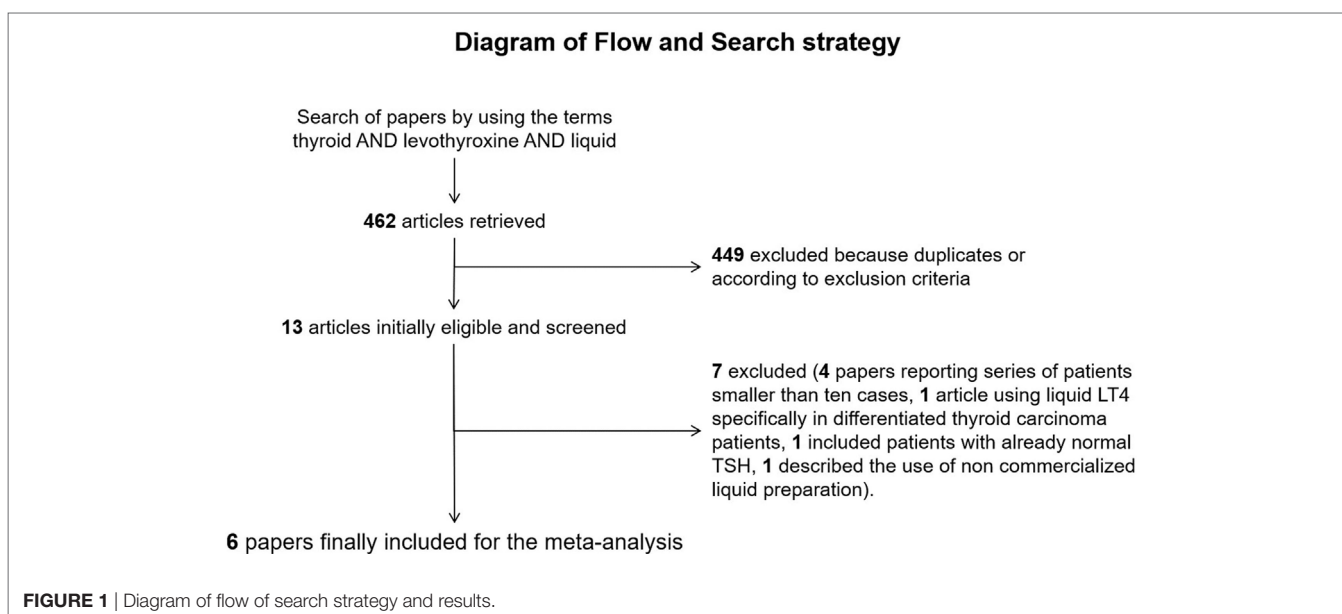 Diagram of Flow and Search strategy
Search of papers by using the terms
thyroid AND levothyroxine AND liquid
462 articles retrieved
449 excluded because duplicates or
according to exclusion criteria
13 articles initially eligible and screened
7 excluded (4 papers reporting series of patients
smaller than ten cases, 1 article using liquid LT4
specifically in differentiated thyroid carcinoma
patients, 1 included patients with already normal
TSH, 1 described the use of non commercialized
liquid preparation).
6 papers finally included for the meta-analysis
FIGURE 1 | Diagram of flow of search strategy and results.